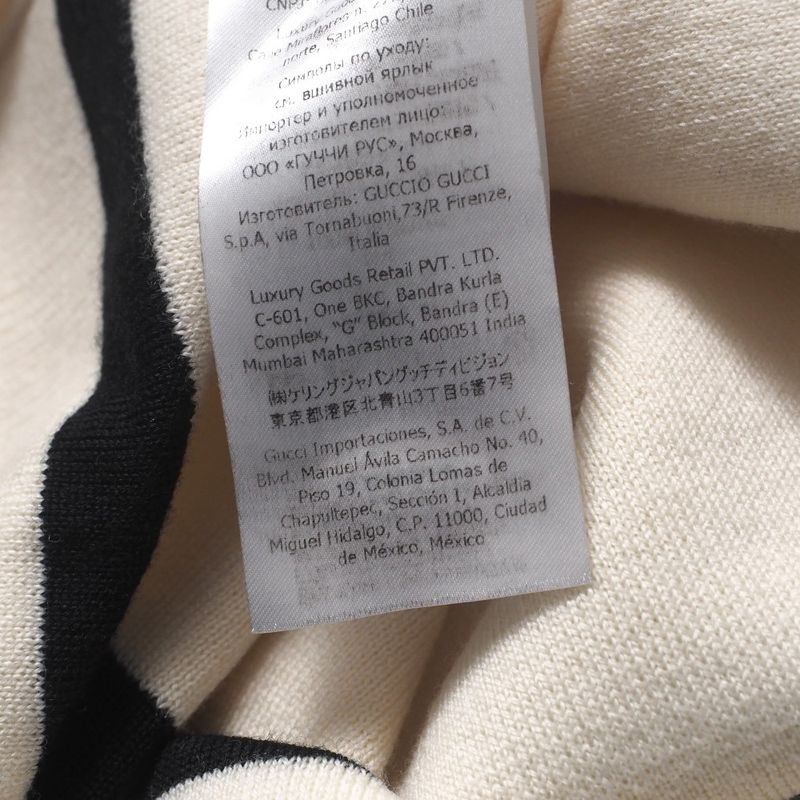 Luxury
norte, Santiago Chile
Символы по уходу:
см. вшивной ярлык
Импортер и уполномоченное
изготовителем лицо:
ООО «ГУЧЧИ РУС», Москва,
Петровка, 16
Изготовитель: GUCCIO GUCCI
S.p.A, via Tornabuoni,73/R Firenze,
Italia
Luxury Goods Retail PVT. LTD.
C-601, One BKC, Bandra Kurla
Complex, "G" Block, Bandra (E)
Mumbai Maharashtra 400051 India
㈱ケリングジャパングッチディビジョン
東京都港区北青山3丁目6番7号
Gucci Importaciones, S.A. de C.V.
Blvd. Manuel Ávila Camacho No. 40,
Piso 19, Colonia Lomas de
Chapultepec, Sección I, Alcaldia
Miguel Hidalgo, C.P. 11000, Ciudad
de México, México